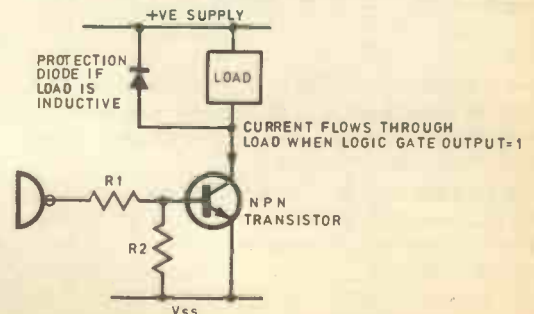 +VE SUPPLY
PROTECTION
DIODE IF
LOAD IS
INDUCTIVE
LOAD
CURRENT FLOWS THROUGH
LOAD WHEN LOGIC GATE OUTPUT=1
R1
NPN
TRANSISTOR
R2
Vss